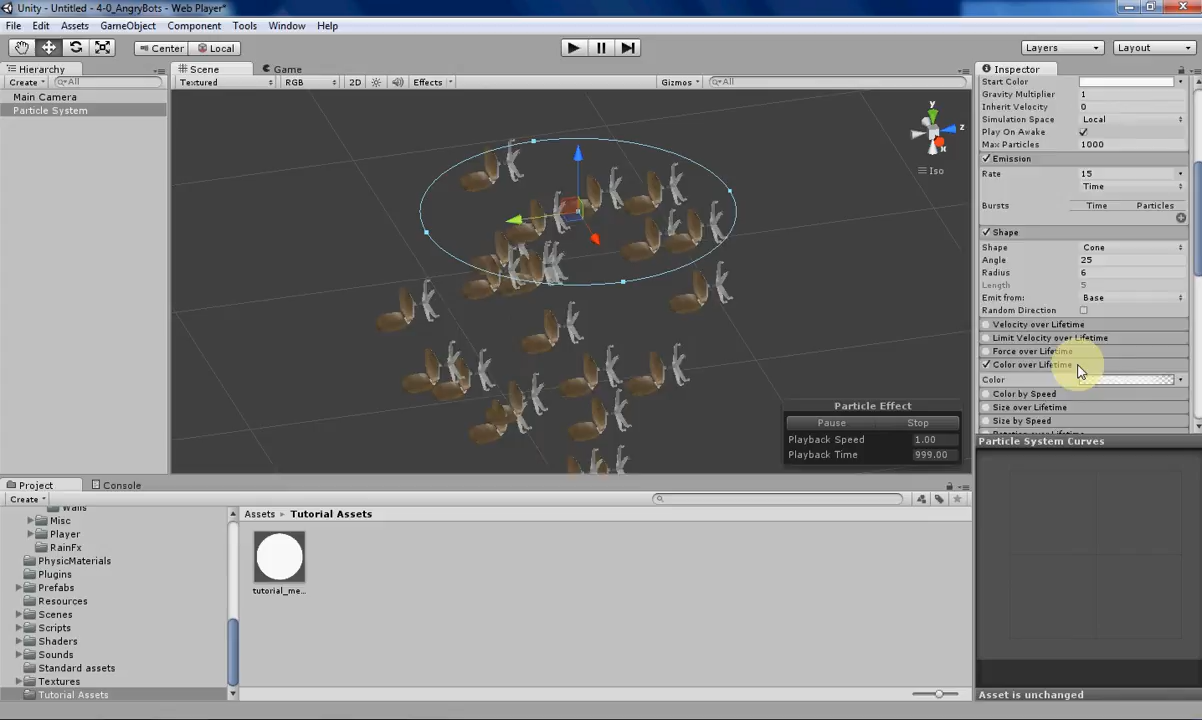 Unity - Untitled - 4-0_AngryBots - Web Player*
File Edit Assets GameObject Component Tools Window Help
Center Local Layers Layout
Hierarchy
Create All
Main Camera
Particle System
Scene Game
Textured RGB 2D Effects Gizmos All
y
z
x
Iso
Particle Effect
Pause Stop
Playback Speed 1.00
Playback Time 999.00
Inspector
Start Color
Gravity Multiplier 1
Inherit Velocity 0
Simulation Space Local
Play On Awake
Max Particles 1000
Emission
Rate 15
Time
Bursts Time Particles
Shape
Shape Cone
Angle 25
Radius 6
Length 5
Emit from: Base
Random Direction
Velocity over Lifetime
Limit Velocity over Lifetime
Force over Lifetime
Color over Lifetime
Color
Color by Speed
Size over Lifetime
Size by Speed
Rotation over Lifetime
Particle System Curves
Asset is unchanged
Project Console
Create
Walls
Misc
Player
RainFx
PhysicMaterials
Plugins
Prefabs
Resources
Scenes
Scripts
Shaders
Sounds
Standard assets
Textures
Tutorial Assets
Assets Tutorial Assets
tutorial_me...